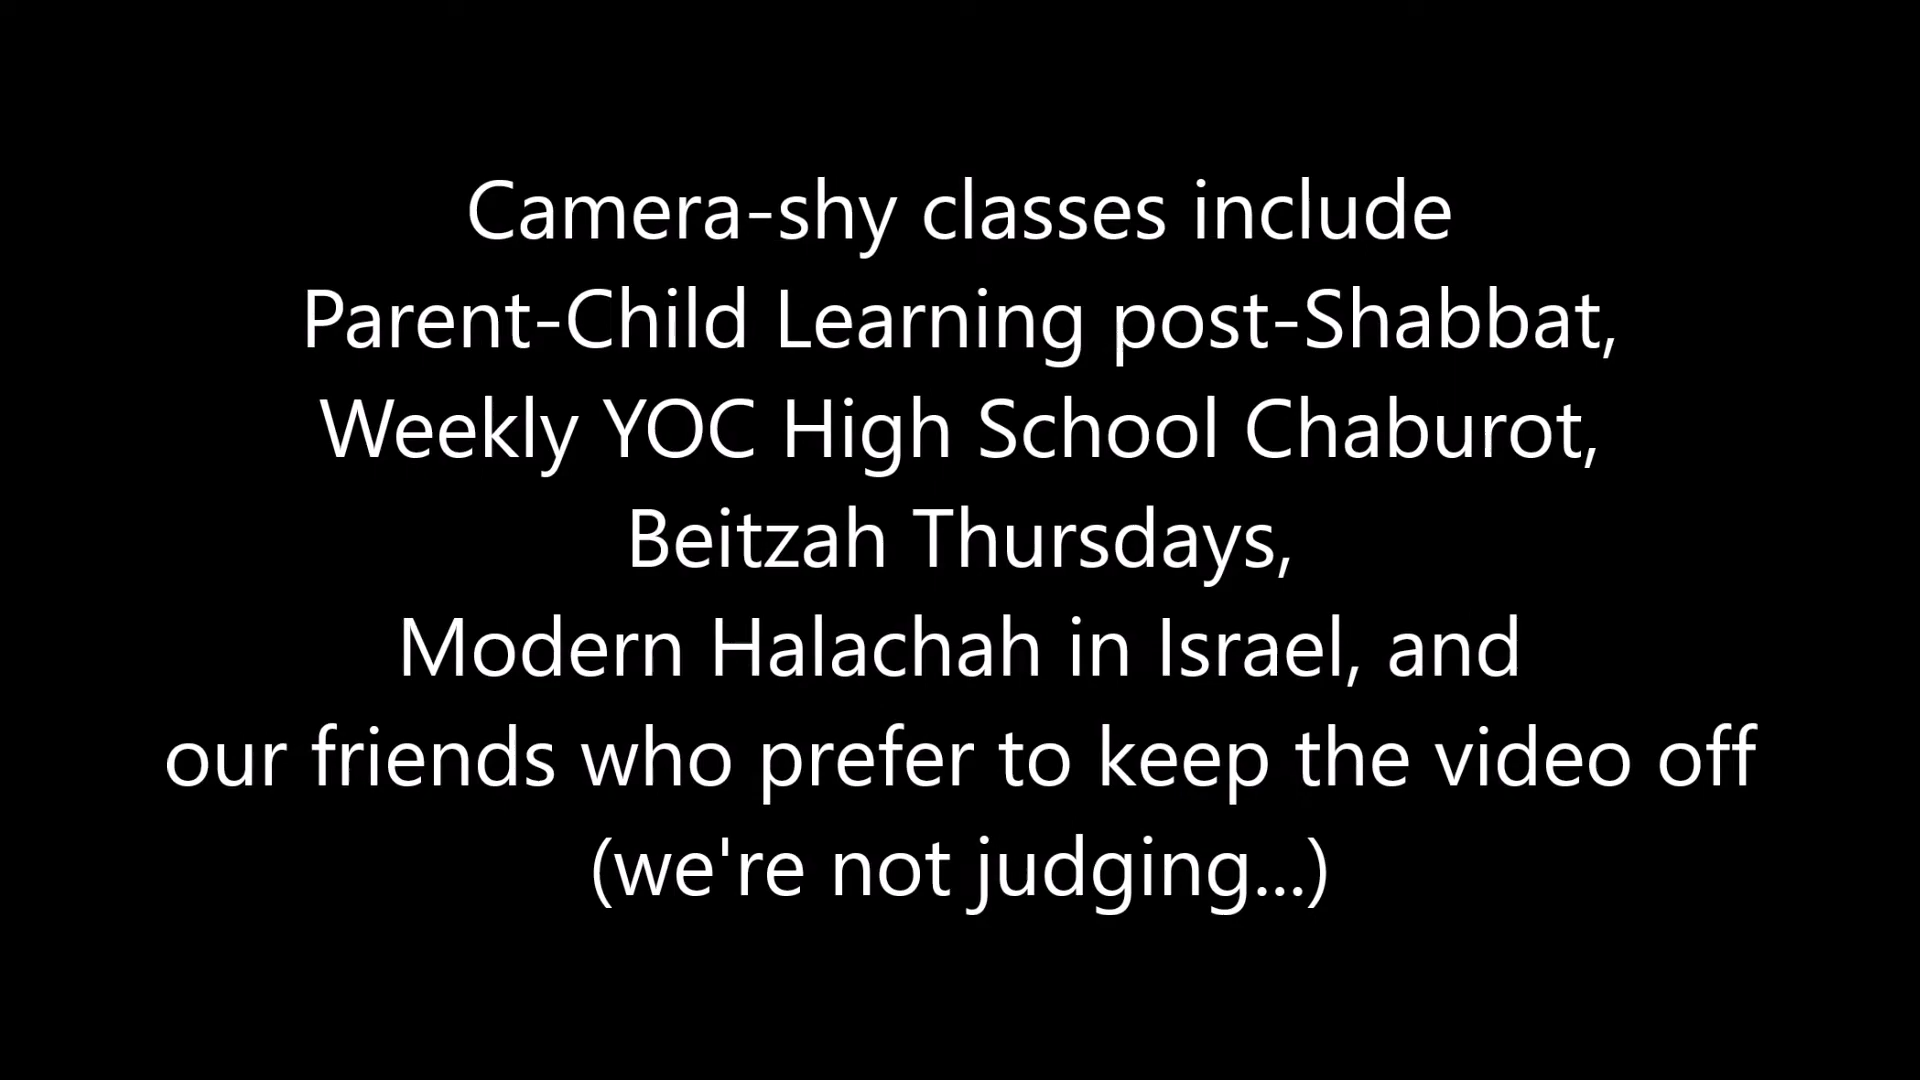 Camera-shy classes include
Parent-Child Learning post-Shabbat,
Weekly YOC High School Chaburot,
Beitzah Thursdays,
Modern Halachah in Israel, and
our friends who prefer to keep the video off
(we're not judging...)